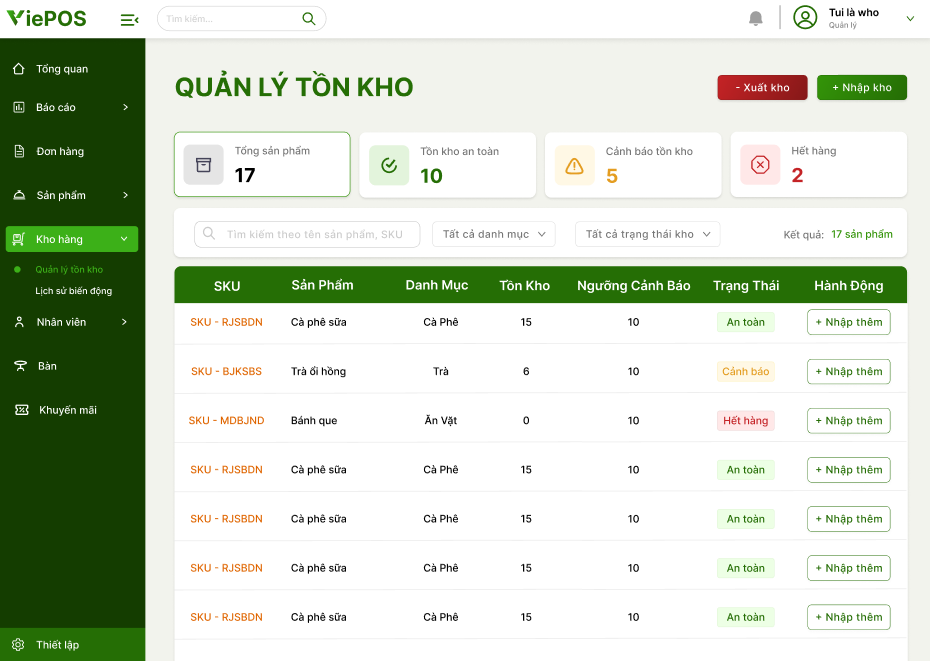 ViePOS
Tìm kiếm...
Tui là who
Quản lý
Tổng quan
Báo cáo
Đơn hàng
Sản phẩm
Kho hàng
Quản lý tồn kho
Lịch sử biến động
Nhân viên
Bàn
Khuyến mãi
Thiết lập
QUẢN LÝ TỒN KHO
- Xuất kho
+ Nhập kho
Tổng sản phẩm
17
Tồn kho an toàn
10
Cảnh báo tồn kho
5
Hết hàng
2
Tìm kiếm theo tên sản phẩm, SKU
Tất cả danh mục
Tất cả trạng thái kho
Kết quả: 17 sản phẩm
SKU Sản Phẩm Danh Mục Tồn Kho Ngưỡng Cảnh Báo Trạng Thái Hành Động
SKU - RJSBDN Cà phê sữa Cà Phê 15 10 An toàn + Nhập thêm
SKU - BJKSBS Trà ổi hồng Trà 6 10 Cảnh báo + Nhập thêm
SKU - MDBJND Bánh que Ăn Vặt 0 10 Hết hàng + Nhập thêm
SKU - RJSBDN Cà phê sữa Cà Phê 15 10 An toàn + Nhập thêm
SKU - RJSBDN Cà phê sữa Cà Phê 15 10 An toàn + Nhập thêm
SKU - RJSBDN Cà phê sữa Cà Phê 15 10 An toàn + Nhập thêm
SKU - RJSBDN Cà phê sữa Cà Phê 15 10 An toàn + Nhập thêm